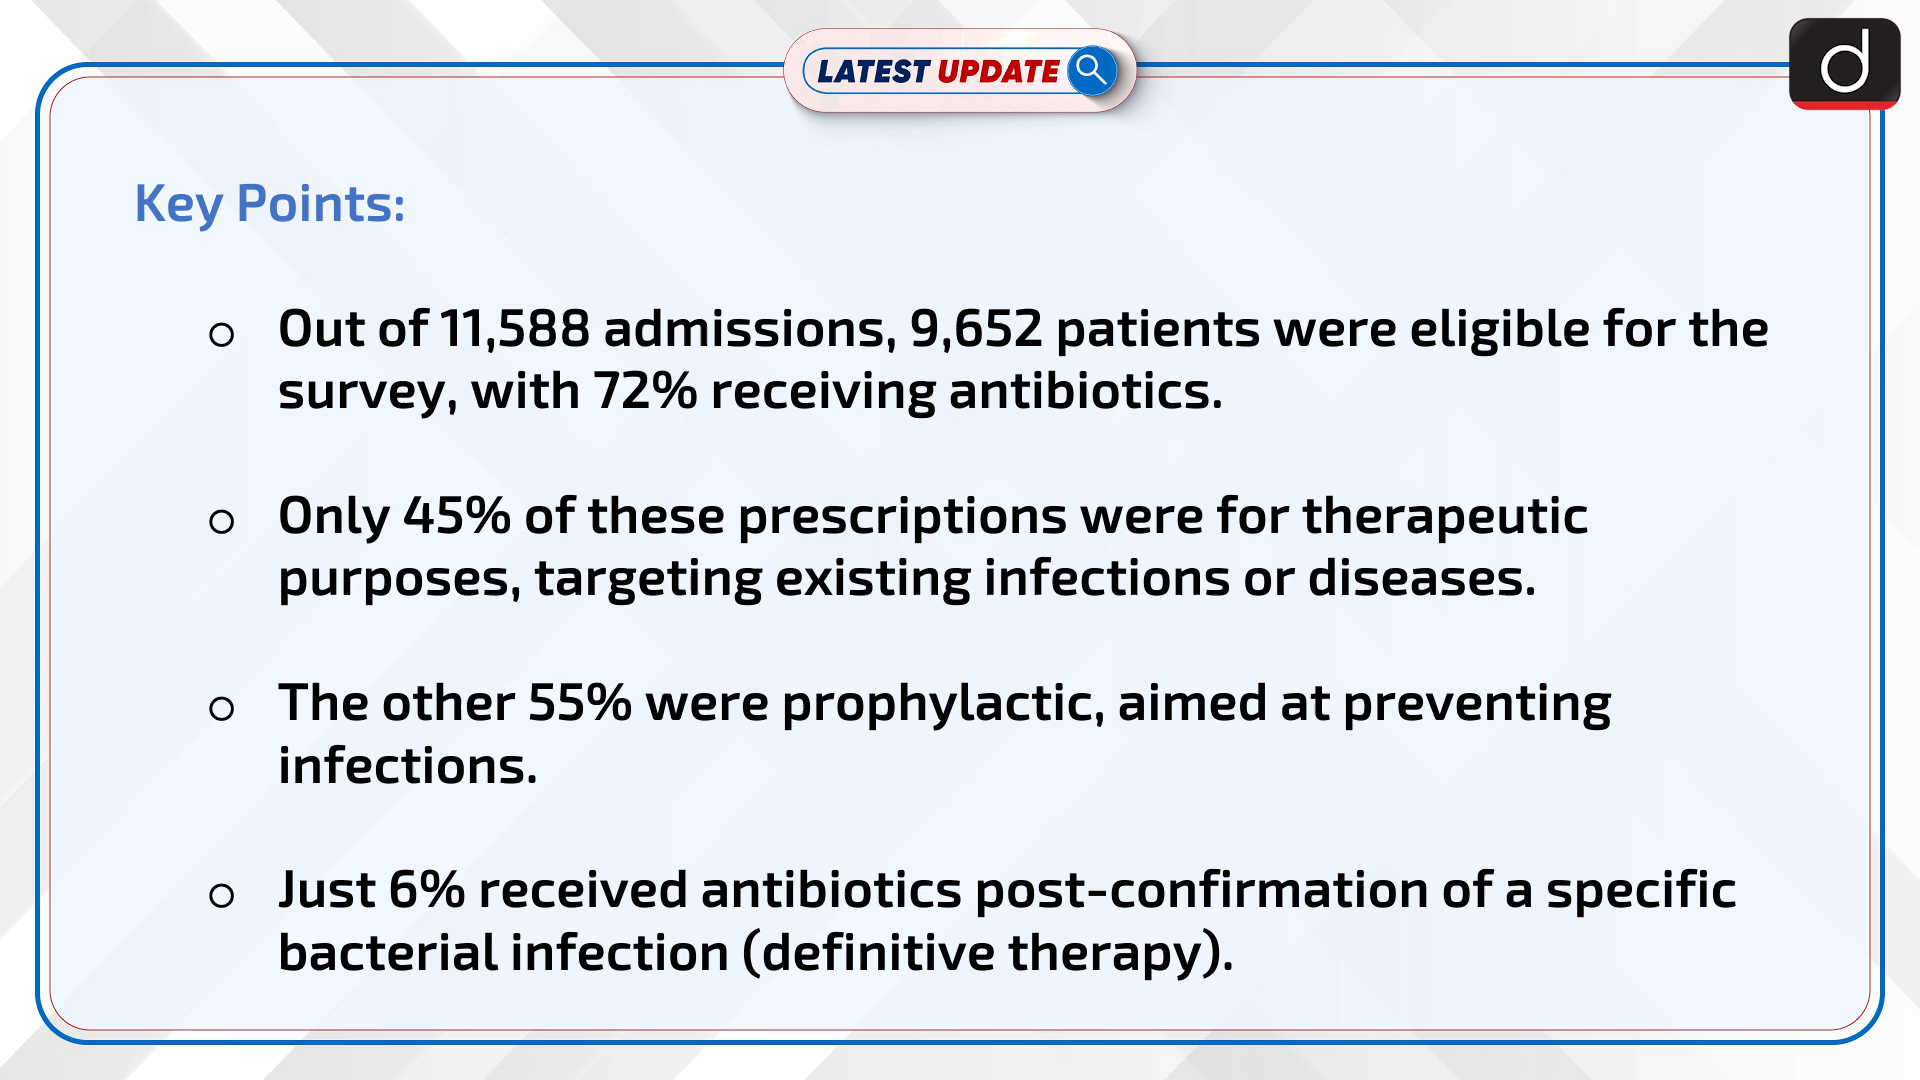 LATEST UPDATE
d
Key Points:
Out of 11,588 admissions, 9,652 patients were eligible for the
survey, with 72% receiving antibiotics.
Only 45% of these prescriptions were for therapeutic
purposes, targeting existing infections or diseases.
The other 55% were prophylactic, aimed at preventing
infections.
Just 6% received antibiotics post-confirmation of a specific
bacterial infection (definitive therapy).